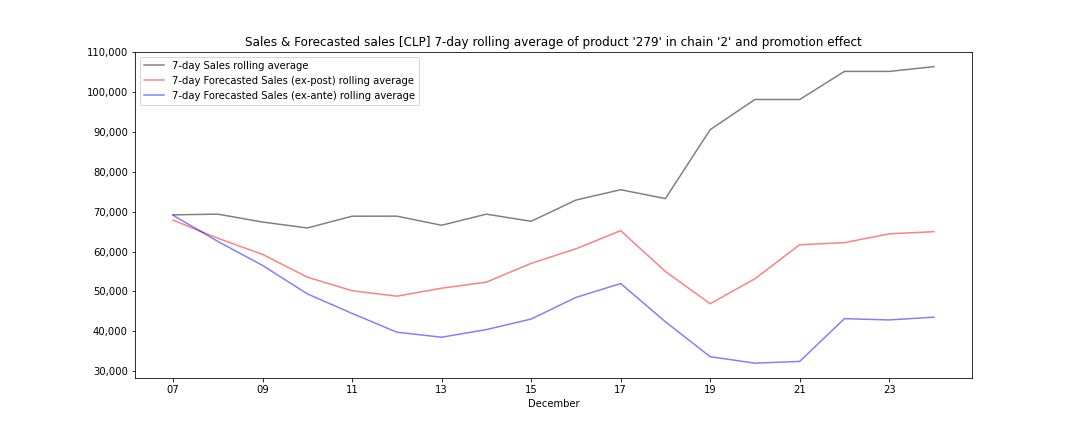 Sales & Forecasted sales [CLP] 7-day rolling average of product '279' in chain '2' and promotion effect
110,000
100,000
90,000
80,000
70,000
60,000
50,000
40,000
30,000
7-day Sales rolling average
7-day Forecasted Sales (ex-post) rolling average
7-day Forecasted Sales (ex-ante) rolling average
07 09 11 13 15 17 19 21 23
December